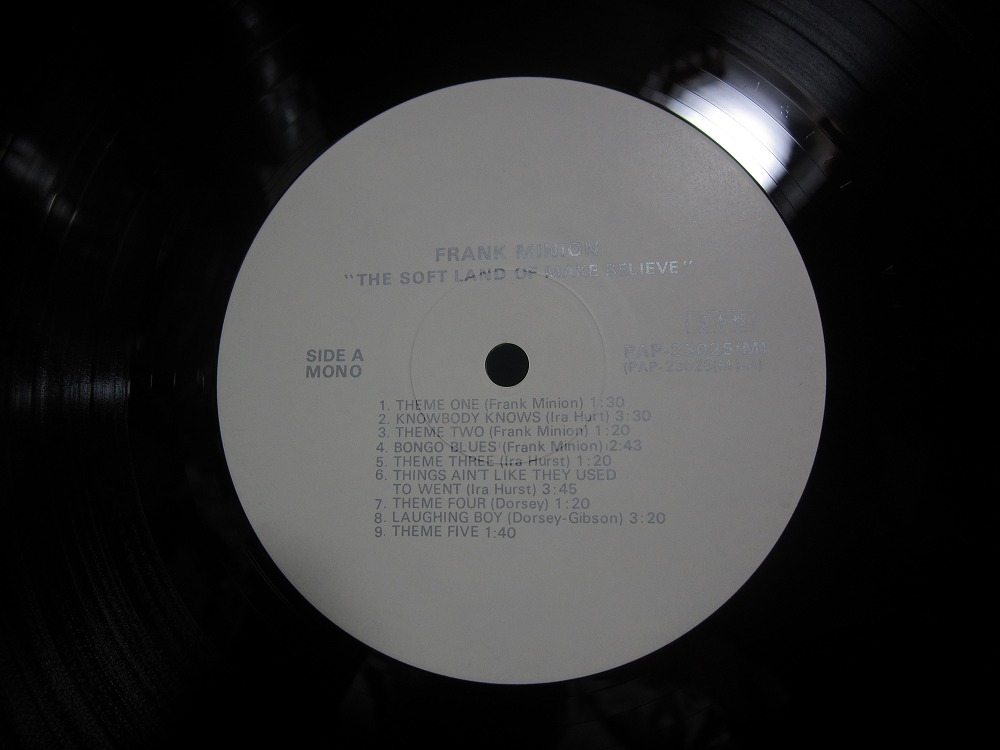 FRANK MINION
"THE SOFT LAND OF MAKE BELIEVE"
SIDE A
MONO
PAP-23025(M)
1. THEME ONE (Frank Minion) 1:30
2. KNOWBODY KNOWS (Ira Hurt) 3:30
3. THEME TWO (Frank Minion) 1:20
4. BONGO BLUES (Frank Minion) 2:43
5. THEME THREE (Ira Hurst) 1:20
6. THINGS AIN'T LIKE THEY USED
TO WENT (Ira Hurst) 3:45
7. THEME FOUR (Dorsey) 1:20
8. LAUGHING BOY (Dorsey-Gibson) 3:20
9. THEME FIVE 1:40